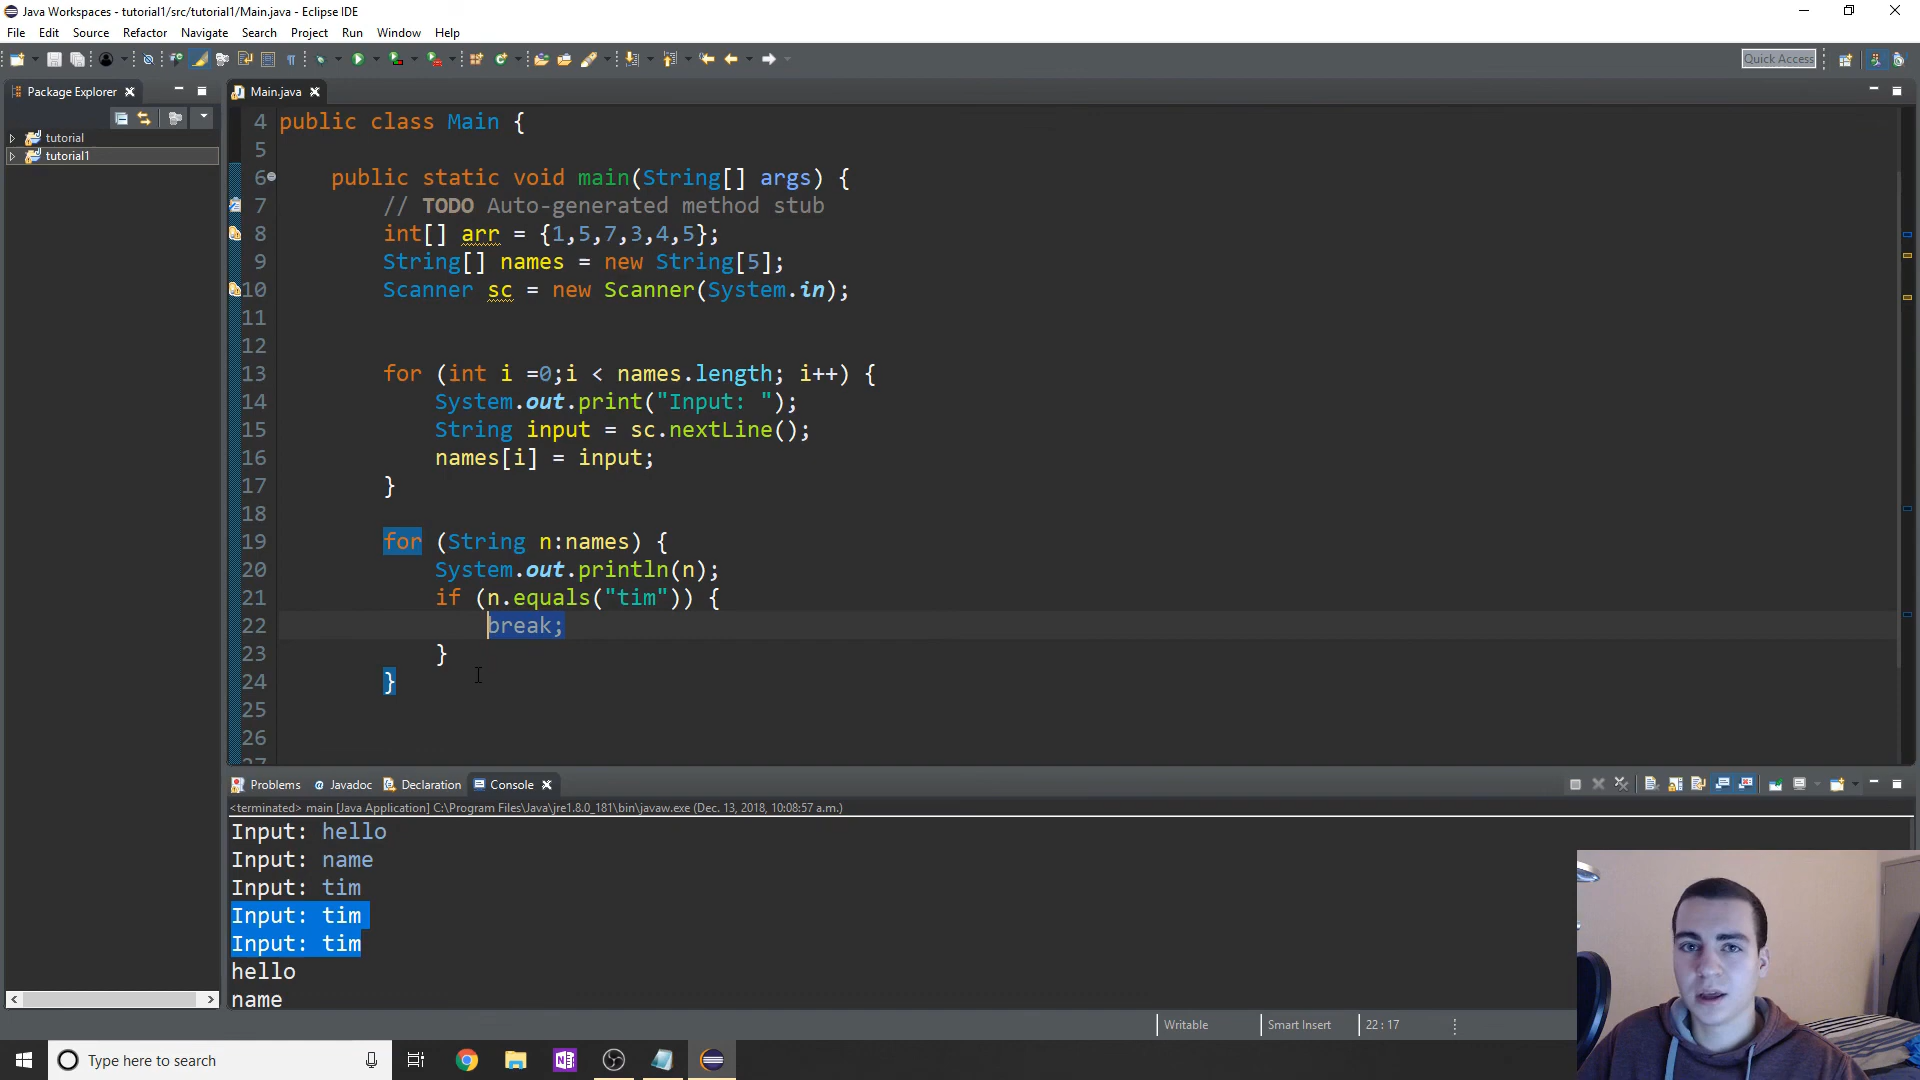 Java Workspaces - tutorial1/src/tutorial1/Main.java - Eclipse IDE
File Edit Source Refactor Navigate Search Project Run Window Help
Quick Access
Package Explorer
Main.java
tutorial
tutorial1
4 public class Main {
5
6 public static void main(String[] args) {
7 // TODO Auto-generated method stub
8 int[] arr = {1,5,7,3,4,5};
9 String[] names = new String[5];
10 Scanner sc = new Scanner(System.in);
11
12
13 for (int i =0;i < names.length; i++) {
14 System.out.print("Input: ");
15 String input = sc.nextLine();
16 names[i] = input;
17 }
18
19 for (String n:names) {
20 System.out.println(n);
21 if (n.equals("tim")) {
22 break;
23 }
24 }
25
26
27
Problems Javadoc Declaration Console
<terminated> main [Java Application] C:\Program Files\Java\jre1.8.0_181\bin\javaw.exe (Dec. 13, 2018, 10:08:57 a.m.)
Input: hello
Input: name
Input: tim
Input: tim
Input: tim
hello
name
Writable Smart Insert 22 : 17
Type here to search